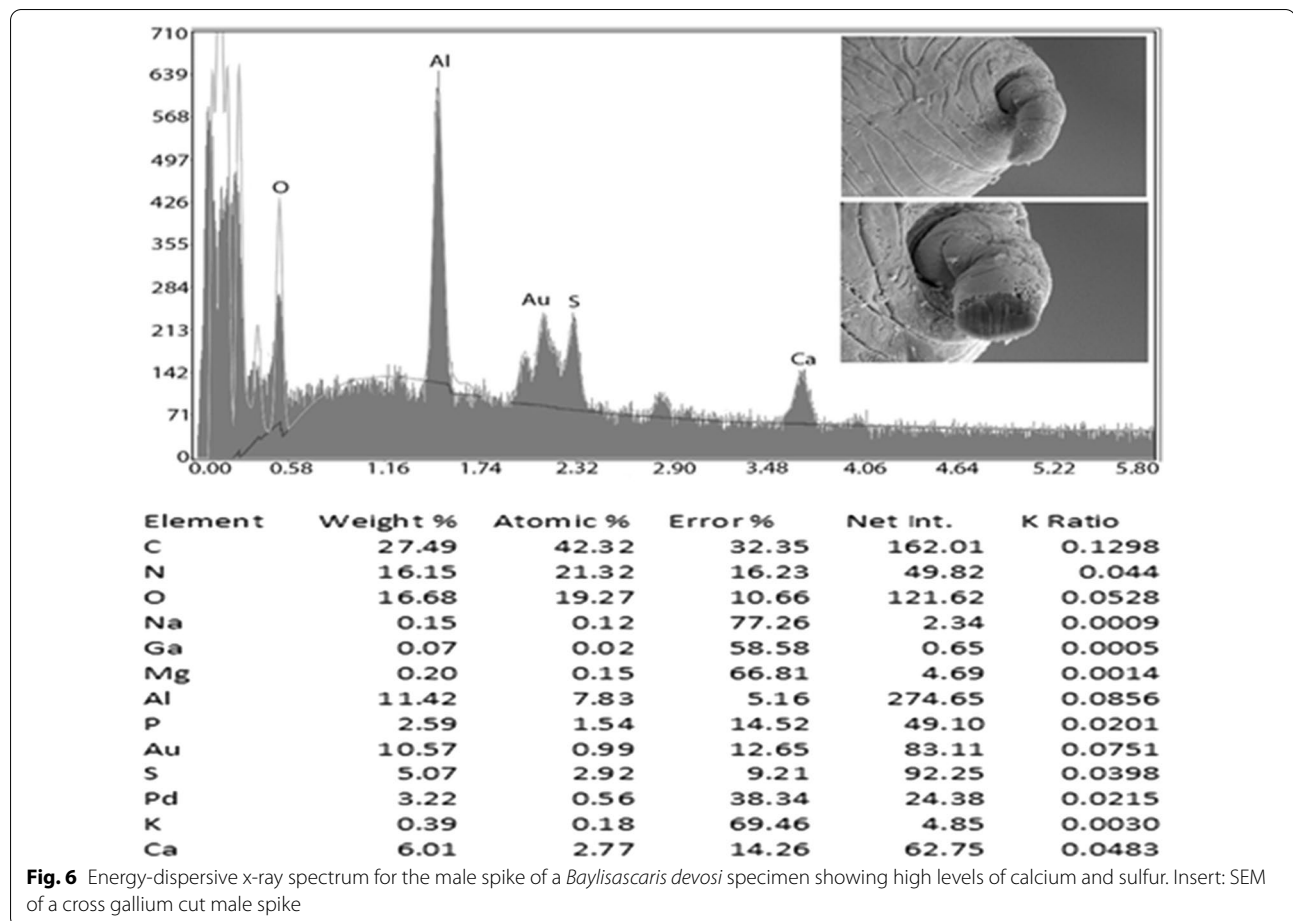 710
639
568
497
426
355
284
213
142
71
0
Al
O
Au S
Ca
0.00 0.58 1.16 1.74 2.32 2.90 3.48 4.06 4.64 5.22 5.80
Element Weight % Atomic % Error % Net Int. K Ratio
C 27.49 42.32 32.35 162.01 0.1298
N 16.15 21.32 16.23 49.82 0.044
O 16.68 19.27 10.66 121.62 0.0528
Na 0.15 0.12 77.26 2.34 0.0009
Ga 0.07 0.02 58.58 0.65 0.0005
Mg 0.20 0.15 66.81 4.69 0.0014
Al 11.42 7.83 5.16 274.65 0.0856
P 2.59 1.54 14.52 49.10 0.0201
Au 10.57 0.99 12.65 83.11 0.0751
S 5.07 2.92 9.21 92.25 0.0398
Pd 3.22 0.56 38.34 24.38 0.0215
K 0.39 0.18 69.46 4.85 0.0030
Ca 6.01 2.77 14.26 62.75 0.0483
Fig. 6 Energy-dispersive x-ray spectrum for the male spike of a Baylisascaris devosi specimen showing high levels of calcium and sulfur. Insert: SEM
of a cross gallium cut male spike